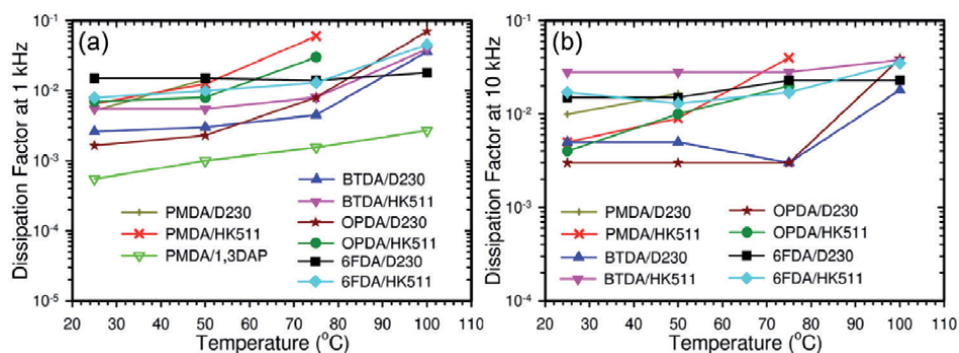 (a)
Dissipation Factor at 1 kHz
10⁻¹
10⁻²
10⁻³
10⁻⁴
10⁻⁵
PMDA/D230
PMDA/HK511
PMDA/1,3DAP
BTDA/D230
BTDA/HK511
OPDA/D230
OPDA/HK511
6FDA/D230
6FDA/HK511
20 30 40 50 60 70 80 90 100 110
Temperature (°C)
(b)
Dissipation Factor at 10 kHz
10⁻¹
10⁻²
10⁻³
10⁻⁴
PMDA/D230
PMDA/HK511
BTDA/D230
BTDA/HK511
OPDA/D230
OPDA/HK511
6FDA/D230
6FDA/HK511
20 30 40 50 60 70 80 90 100 110
Temperature (°C)